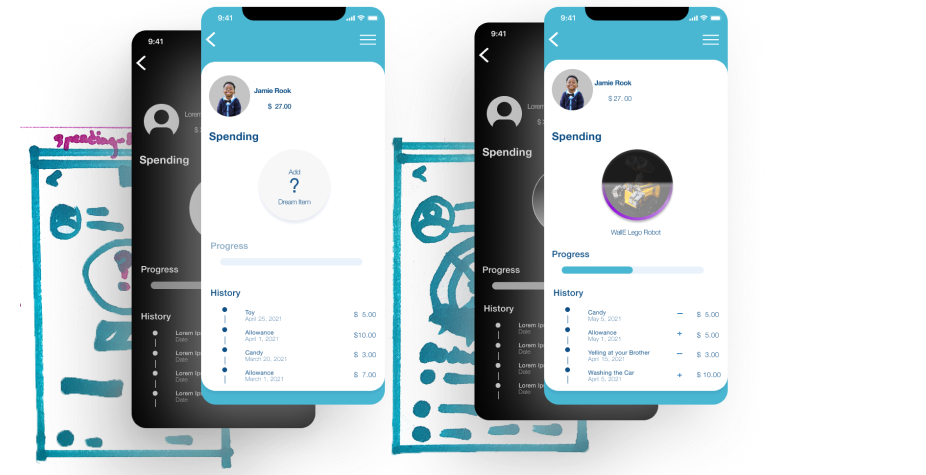 spending-
9:41
Spending
Progress
History
Lorem Ip
Date
Lorem Ip
Date
Lorem Ip
Date
Lorem Ip
Date
9:41
Jamie Rook
$ 27.00
Spending
Add
?
Dream Item
Progress
History
Toy
April 25, 2021
$ 5.00
Allowance
April 1, 2021
$10.00
Candy
March 20, 2021
$ 3.00
Allowance
March 1, 2021
$ 7.00
9:41
Lorem
$
Spending
Progress
History
Lorem Ip
Date
Lorem Ip
Date
Lorem Ip
Date
Lorem Ip
Date
9:41
Jamie Rook
$ 27. 00
Spending
WallE Lego Robot
Progress
History
Candy
May 5, 2021
– $ 5.00
Allowance
May 1, 2021
+ $ 5.00
Yelling at your Brother
April 15, 2021
– $ 3.00
Washing the Car
April 5, 2021
+ $ 10.00